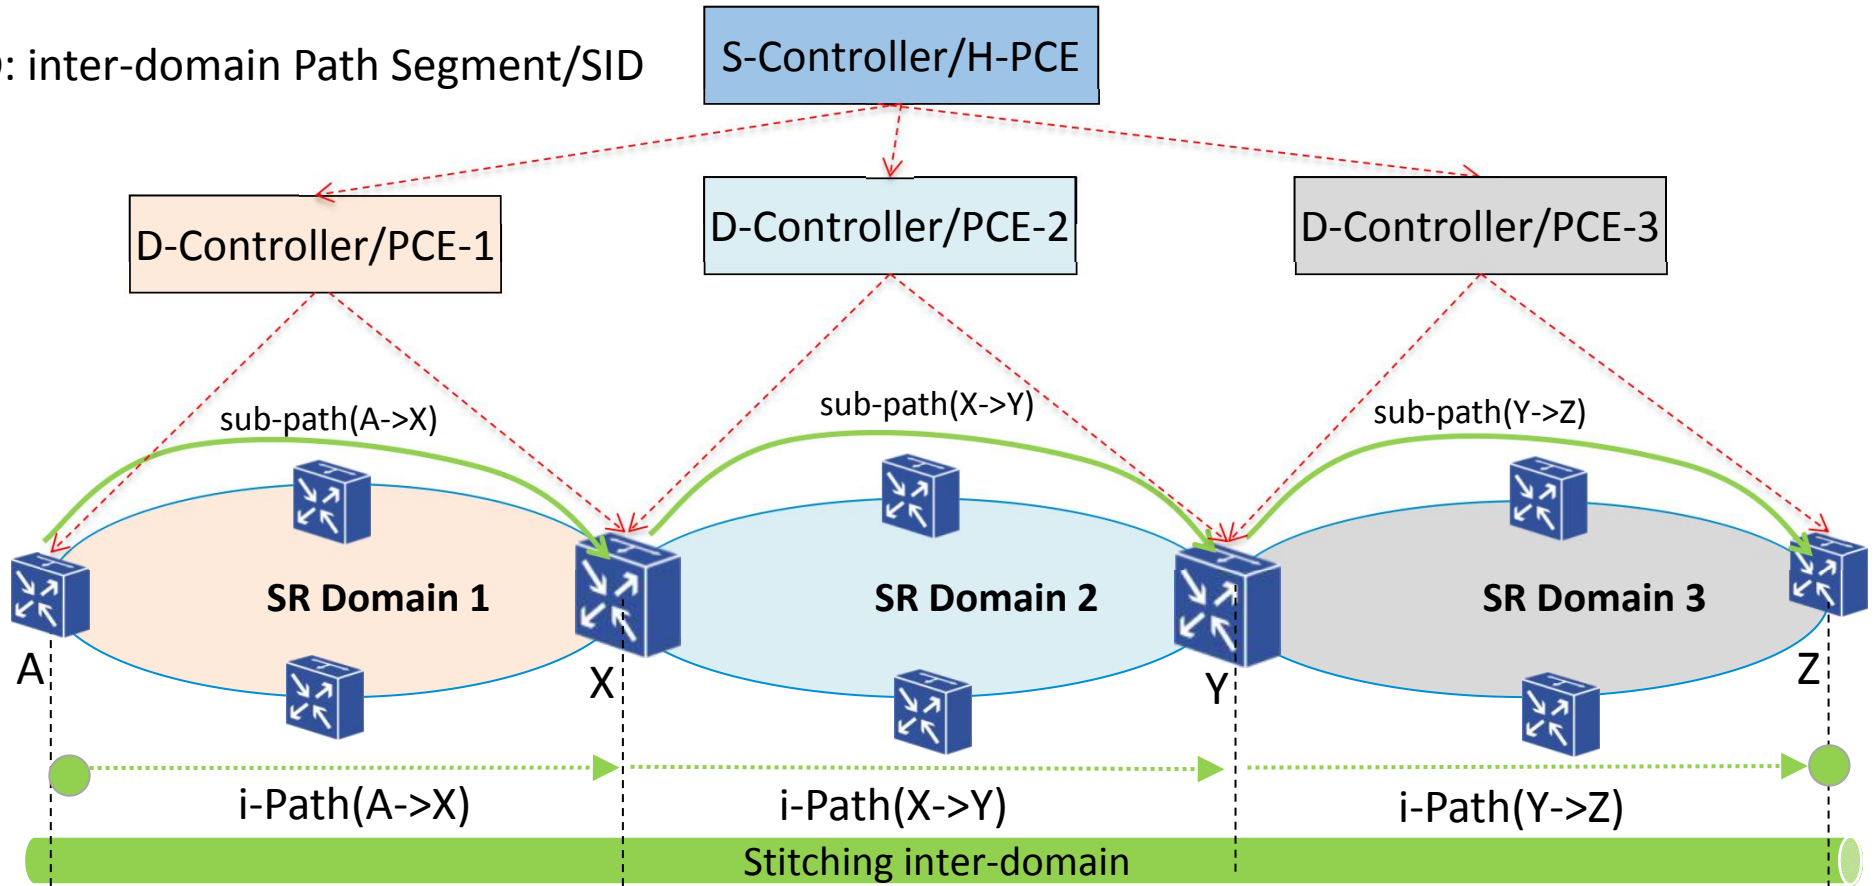 : inter-domain Path Segment/SID
S-Controller/H-PCE
D-Controller/PCE-1
D-Controller/PCE-2
D-Controller/PCE-3
sub-path(A->X)
sub-path(X->Y)
sub-path(Y->Z)
SR Domain 1
SR Domain 2
SR Domain 3
A
X
Y
Z
i-Path(A->X)
i-Path(X->Y)
i-Path(Y->Z)
Stitching inter-domain